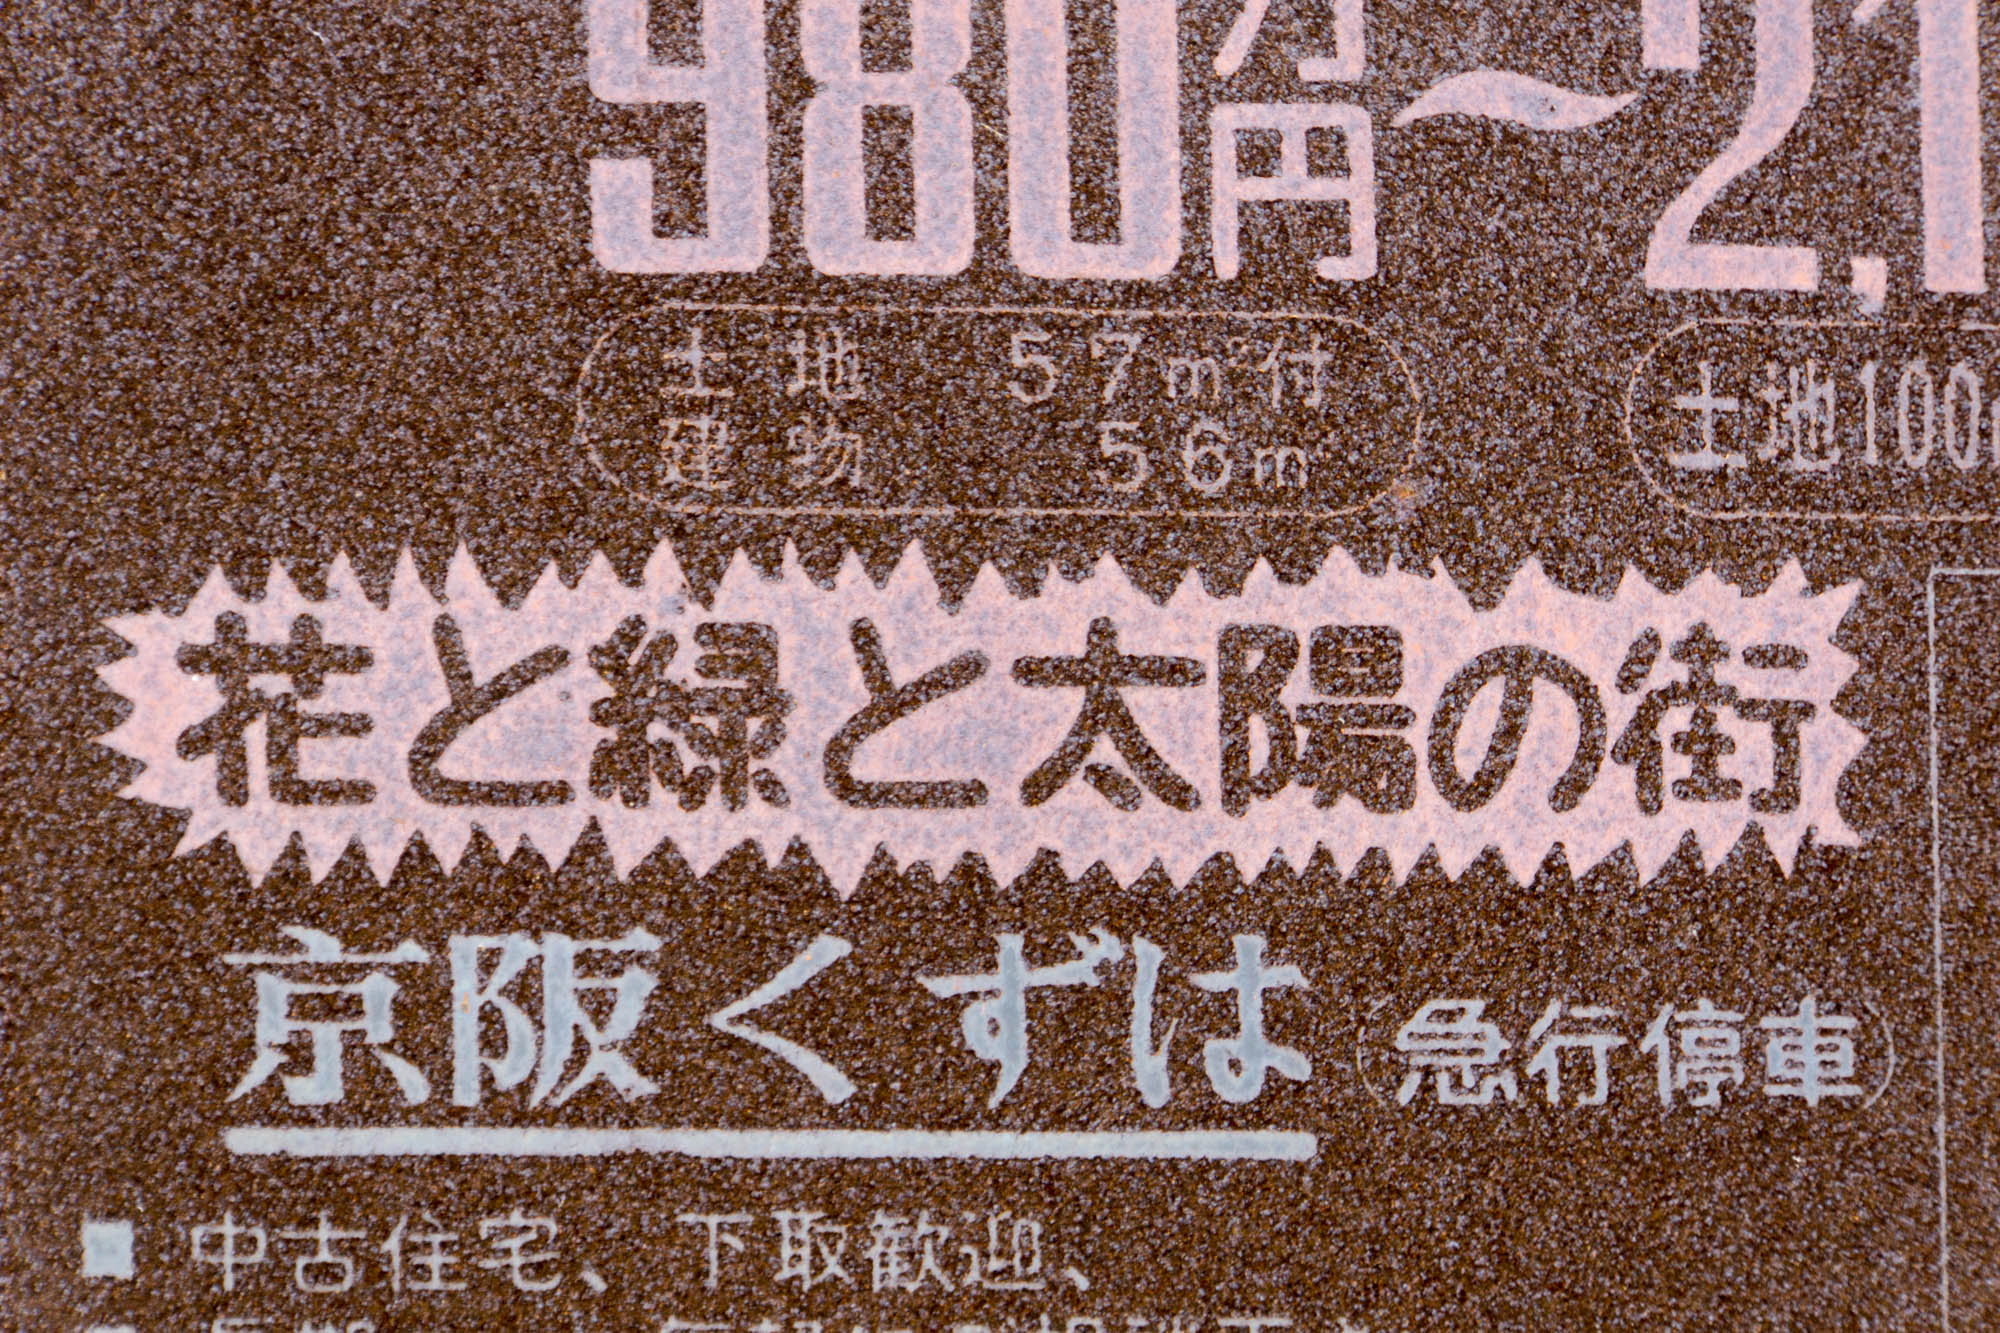 980万円〜2,1
土地 57㎡付
建物 56㎡
土地100
花と緑と太陽の街
京阪くずは(急行停車)
■中古住宅、下取歓迎、